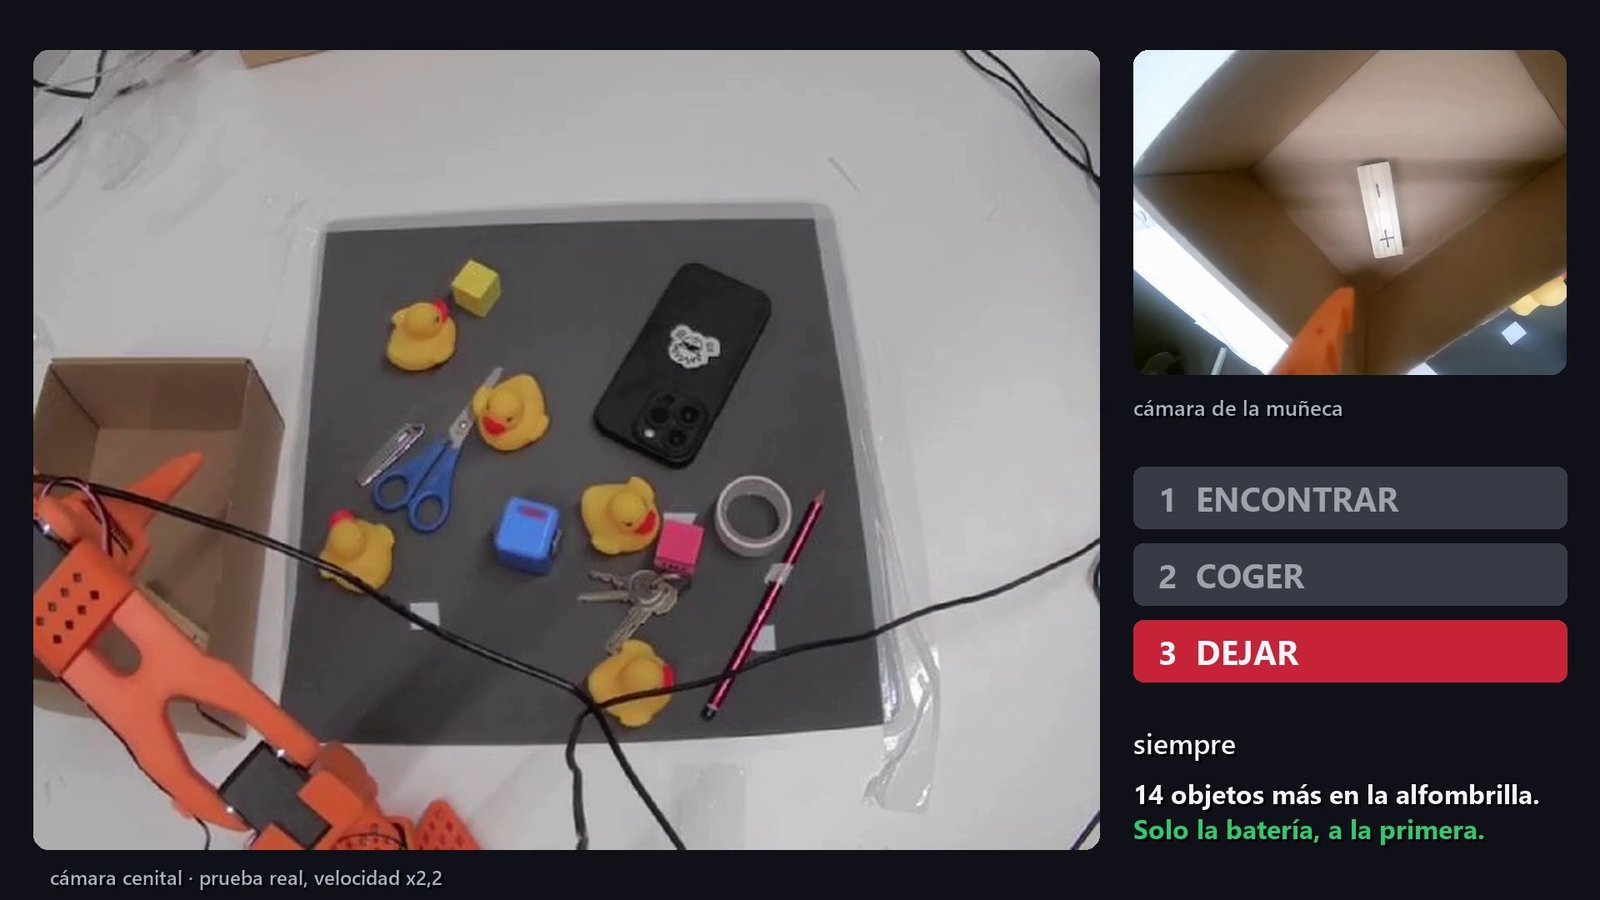 cámara de la muñeca
1 ENCONTRAR
2 COGER
3 DEJAR
siempre
14 objetos más en la alfombrilla.
Solo la batería, a la primera.
cámara cenital · prueba real, velocidad x2,2
- +